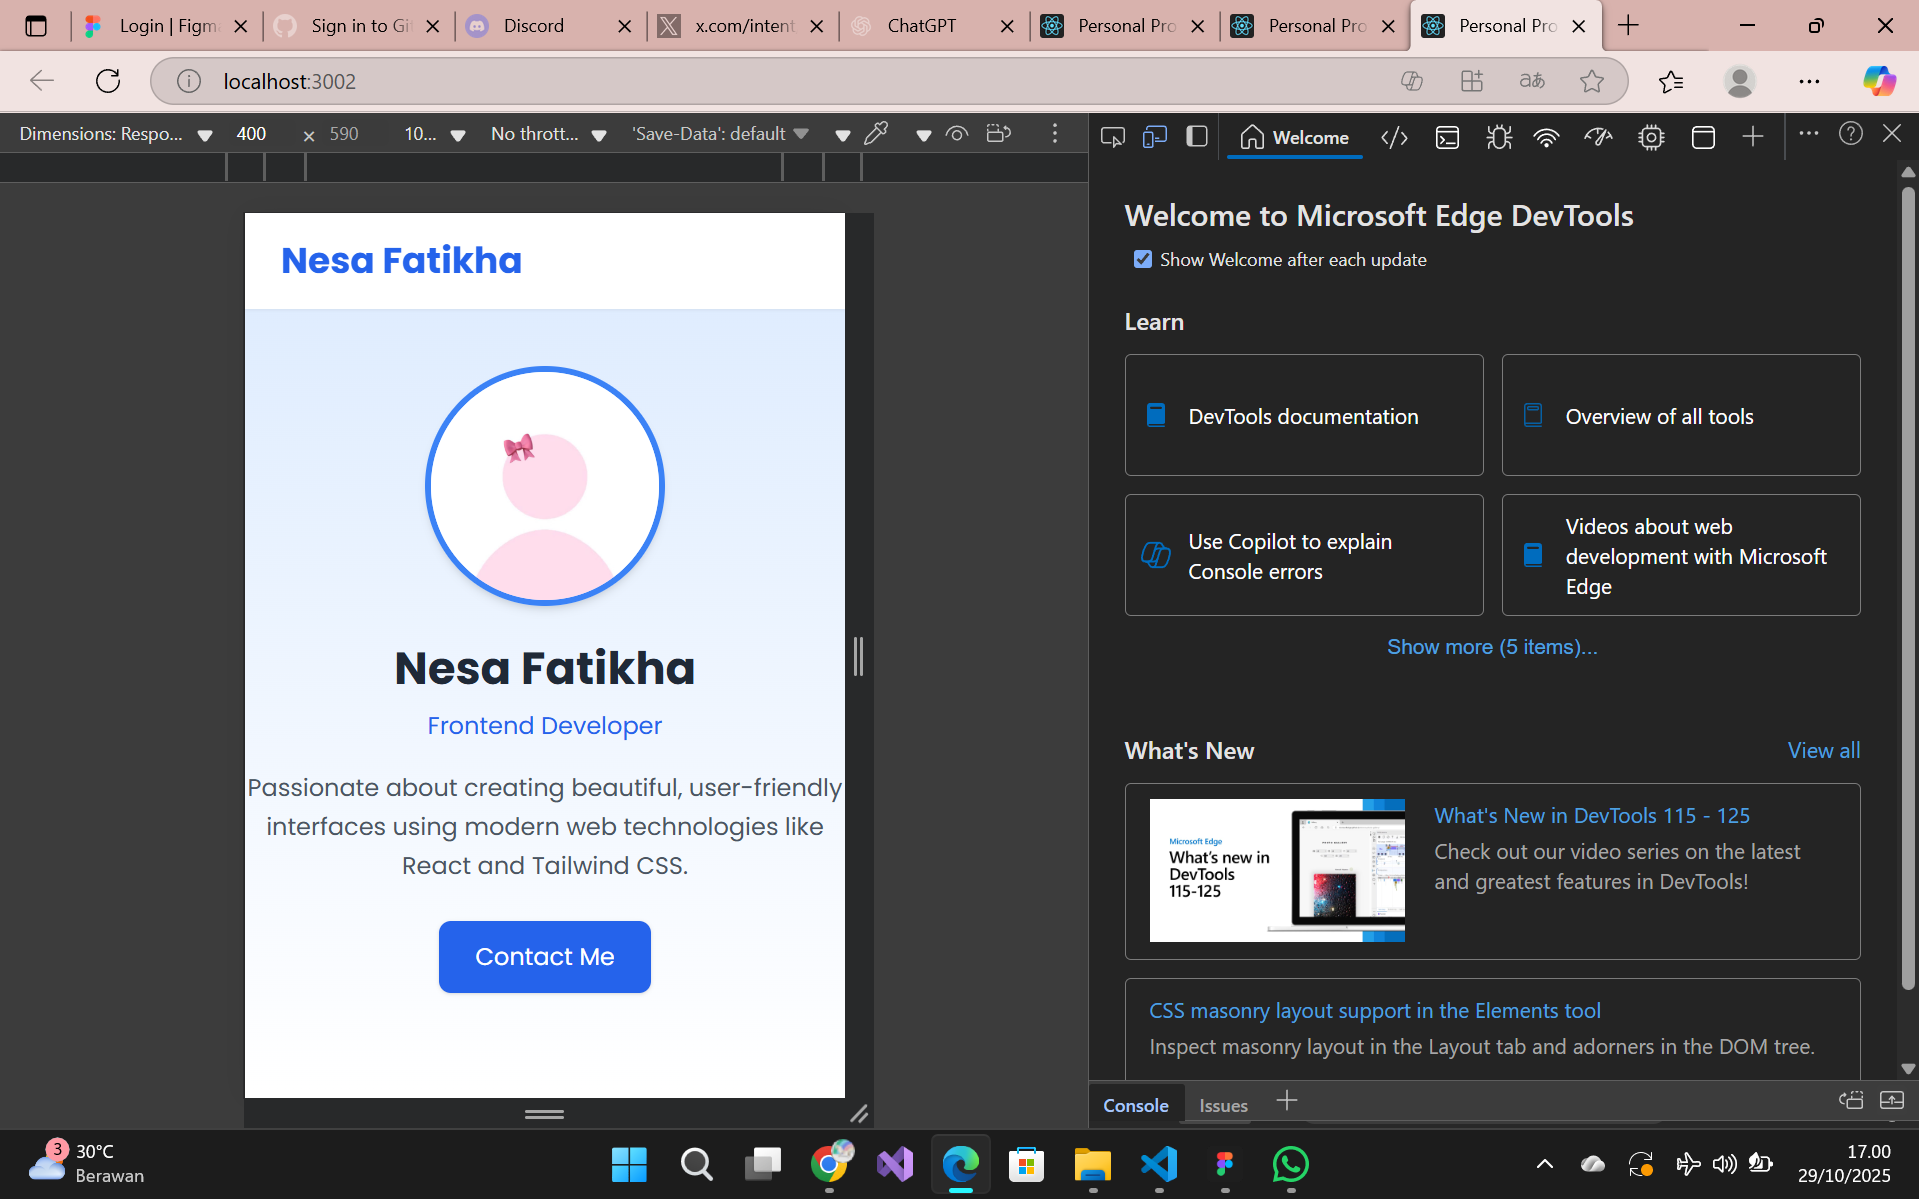 Login | Figma
Sign in to Git
Discord
x.com/intent
ChatGPT
Personal Pro
Personal Pro
Personal Pro
localhost:3002
Dimensions: Respo...
400
×
590
10...
No thrott...
'Save-Data': default
Welcome
Nesa Fatikha
Nesa Fatikha
Frontend Developer
Passionate about creating beautiful, user-friendly
interfaces using modern web technologies like
React and Tailwind CSS.
Contact Me
Welcome to Microsoft Edge DevTools
Show Welcome after each update
Learn
DevTools documentation
Overview of all tools
Use Copilot to explain
Console errors
Videos about web
development with Microsoft
Edge
Show more (5 items)...
What's New
View all
Microsoft Edge
What's new in
DevTools
115-125
What's New in DevTools 115 - 125
Check out our video series on the latest
and greatest features in DevTools!
CSS masonry layout support in the Elements tool
Inspect masonry layout in the Layout tab and adorners in the DOM tree.
Console
Issues
3
30°C
Berawan
17.00
29/10/2025